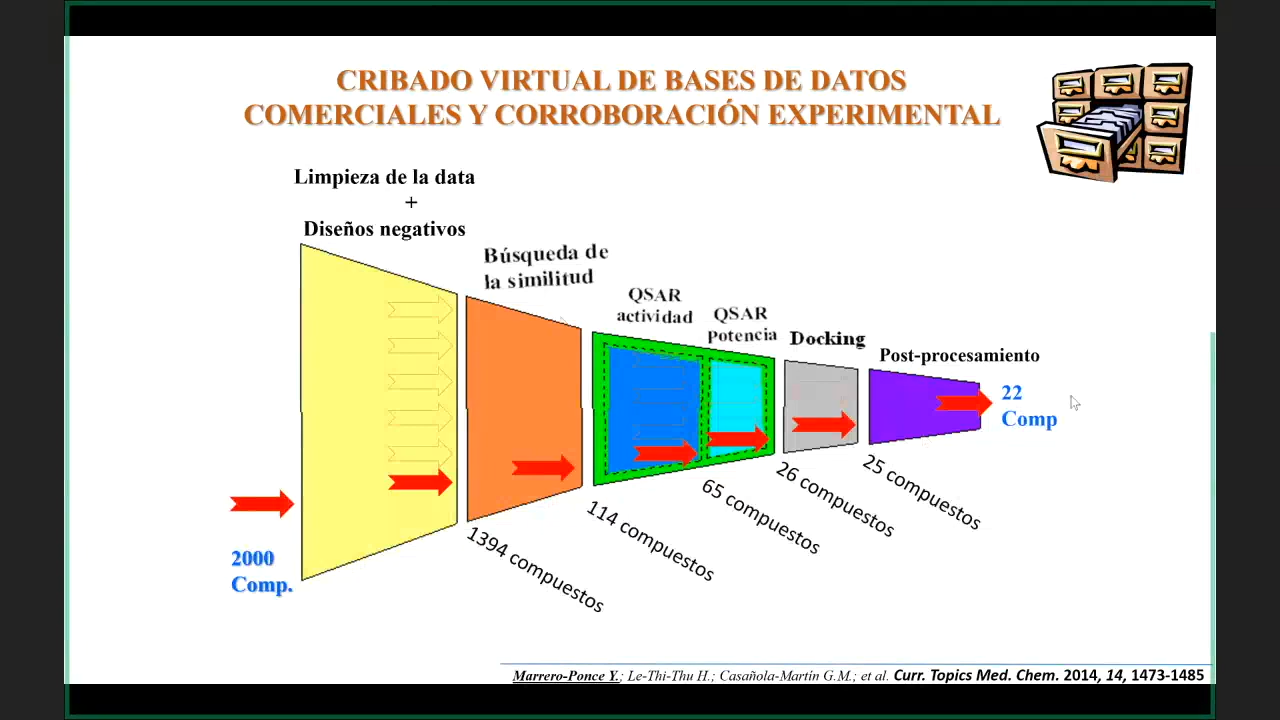 CRIBADO VIRTUAL DE BASES DE DATOS
COMERCIALES Y CORROBORACIÓN EXPERIMENTAL
Limpieza de la data
+
Diseños negativos
Búsqueda de
la similitud
QSAR
actividad
QSAR
Potencia
Docking
Post-procesamiento
22
Comp
2000
Comp.
1394 compuestos
114 compuestos
65 compuestos
26 compuestos
25 compuestos
Marrero-Ponce Y.; Le-Thi-Thu H.; Casañola-Martin G.M.; et al. Curr. Topics Med. Chem. 2014, 14, 1473-1485